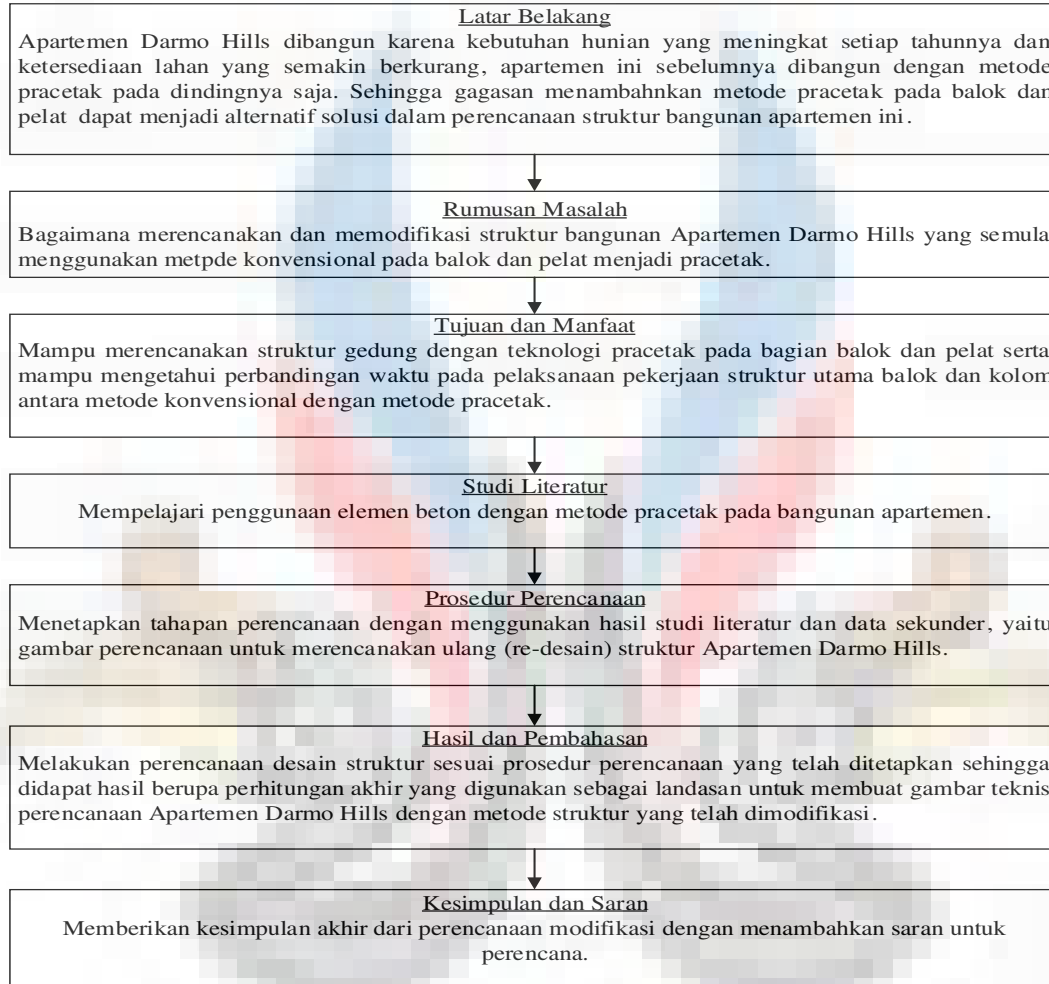 Latar Belakang
Apartemen Darmo Hills dibangun karena kebutuhan hunian yang meningkat setiap tahunnya dan
ketersediaan lahan yang semakin berkurang, apartemen ini sebelumnya dibangun dengan metode
pracetak pada dindingnya saja. Sehingga gagasan menambahnkan metode pracetak pada balok dan
pelat dapat menjadi alternatif solusi dalam perencanaan struktur bangunan apartemen ini.
Rumusan Masalah
Bagaimana merencanakan dan memodifikasi struktur bangunan Apartemen Darmo Hills yang semula
menggunakan metpde konvensional pada balok dan pelat menjadi pracetak.
Tujuan dan Manfaat
Mampu merencanakan struktur gedung dengan teknologi pracetak pada bagian balok dan pelat serta
mampu mengetahui perbandingan waktu pada pelaksanaan pekerjaan struktur utama balok dan kolom
antara metode konvensional dengan metode pracetak.
Studi Literatur
Mempelajari penggunaan elemen beton dengan metode pracetak pada bangunan apartemen.
Prosedur Perencanaan
Menetapkan tahapan perencanaan dengan menggunakan hasil studi literatur dan data sekunder, yaitu
gambar perencanaan untuk merencanakan ulang (re-desain) struktur Apartemen Darmo Hills.
Hasil dan Pembahasan
Melakukan perencanaan desain struktur sesuai prosedur perencanaan yang telah ditetapkan sehingga
didapat hasil berupa perhitungan akhir yang digunakan sebagai landasan untuk membuat gambar teknis
perencanaan Apartemen Darmo Hills dengan metode struktur yang telah dimodifikasi.
Kesimpulan dan Saran
Memberikan kesimpulan akhir dari perencanaan modifikasi dengan menambahkan saran untuk
perencana.